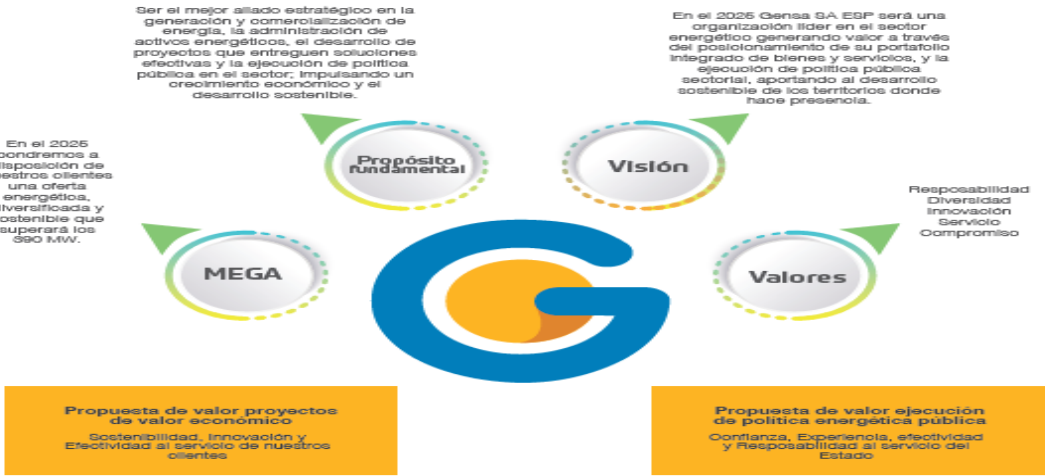 Ser el mejor aliado estratégico en la
generación y comercialización de
energía, la administración de
activos energéticos, el desarrollo de
proyectos que entreguen soluciones
efectivas y la ejecución de política
pública en el sector; impulsando un
crecimiento económico y el
desarrollo sostenible.
En el 2025 Gensa SA ESP será una
organización líder en el sector
energético generando valor a través
del posicionamiento de su portafolio
integrado de bienes y servicios, y la
ejecución de política pública
sectorial, aportando al desarrollo
sostenible de los territorios donde
hace presencia.
Propósito
fundamental
Visión
En el 2025
pondremos a
isposición de
estros clientes
una oferta
energética,
iversificada y
ostenible que
superará los
390 MW.
Responsabilidad
Diversidad
Innovación
Servicio
Compromiso
MEGA
Valores
Propuesta de valor proyectos
de valor económico
Sostenibilidad, Innovación y
Efectividad al servicio de nuestros
clientes
Propuesta de valor ejecución
de política energética pública
Confianza, Experiencia, efectividad
y Responsabilidad al servicio del
Estado